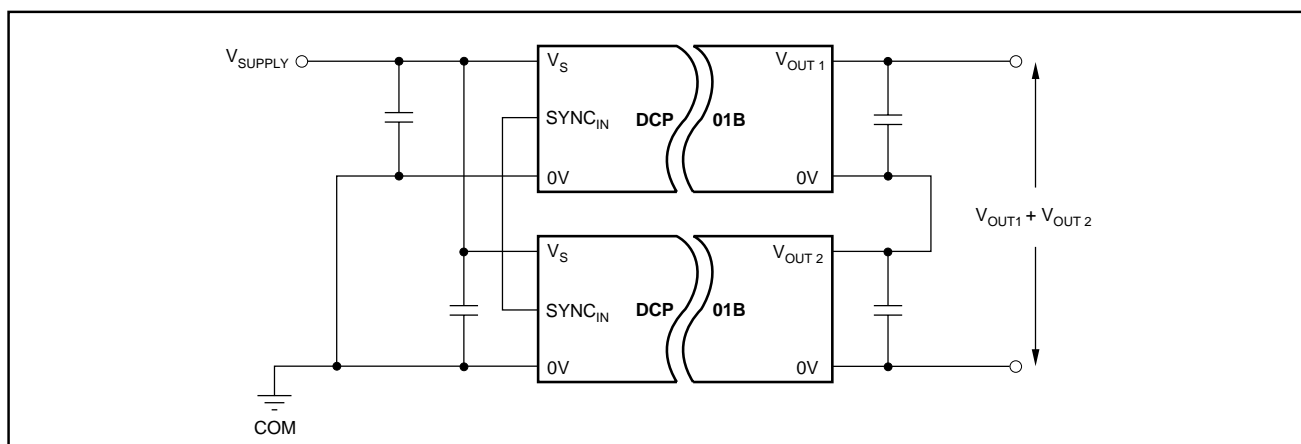 V_SUPPLY
V_S
V_OUT 1
SYNC_IN
DCP
01B
0V
0V
V_OUT1 + V_OUT 2
V_S
V_OUT 2
SYNC_IN
DCP
01B
0V
0V
COM